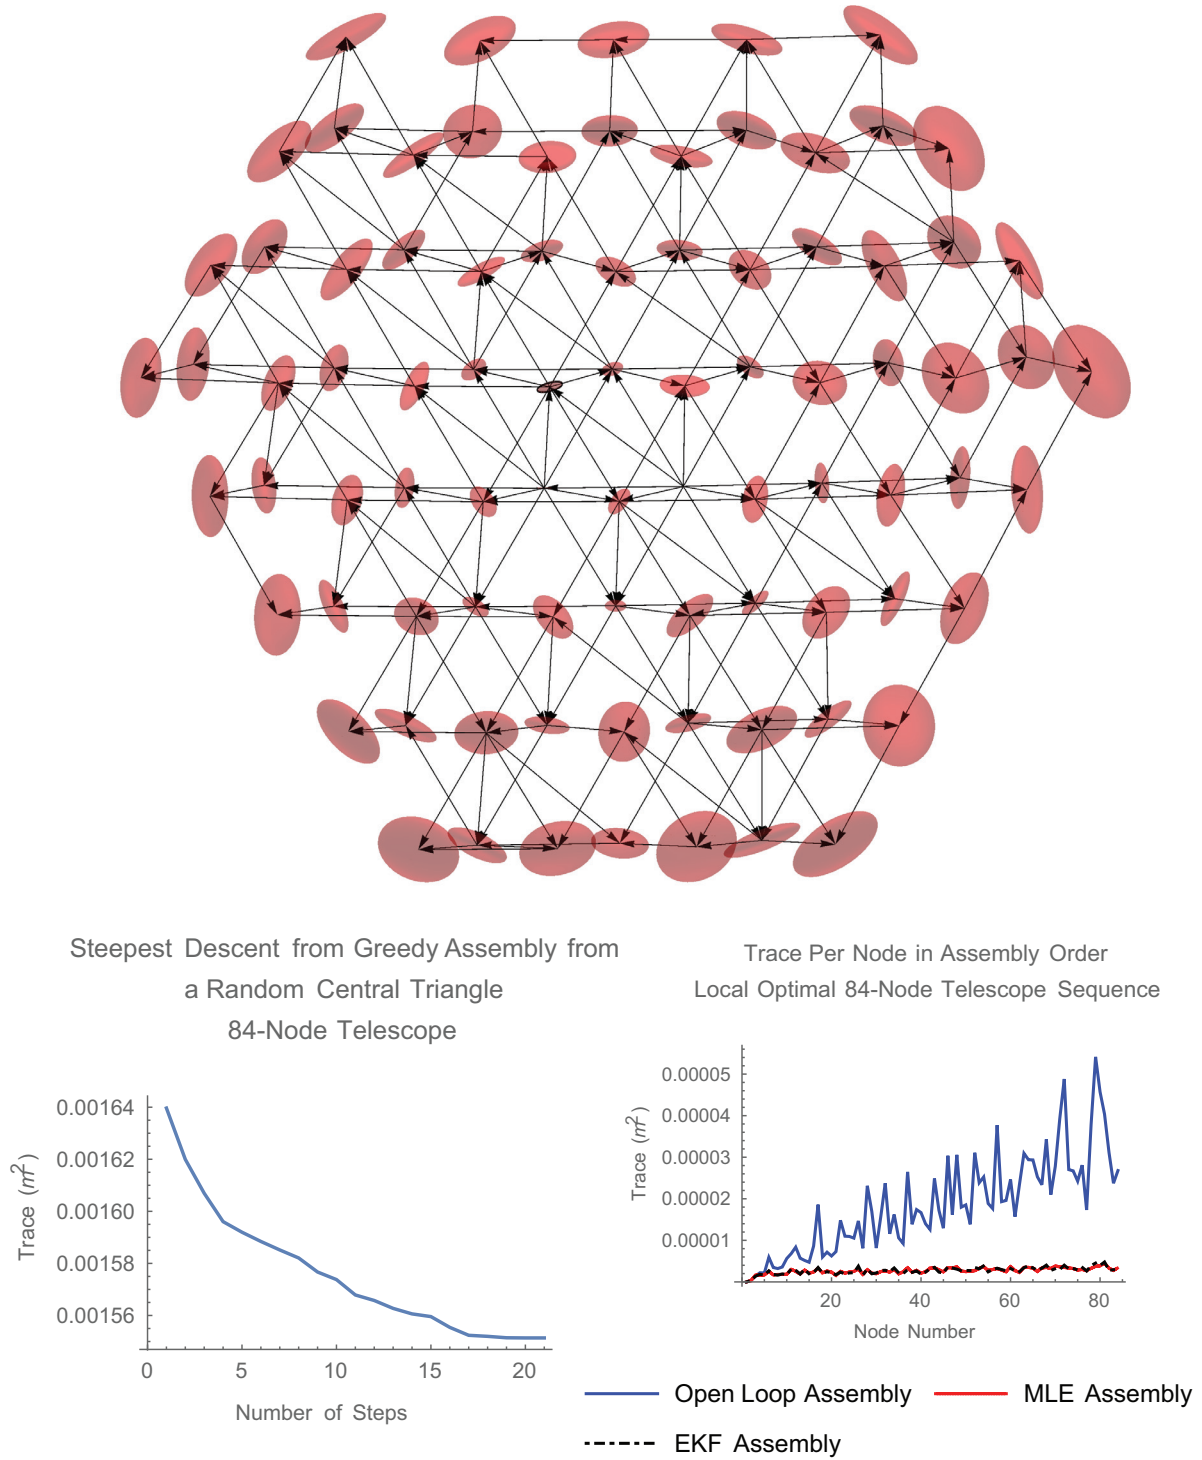 Steepest Descent from Greedy Assembly from
a Random Central Triangle
84-Node Telescope
0.00164
0.00162
0.00160
0.00158
0.00156
Trace (m²)
0
5
10
15
20
Number of Steps
Trace Per Node in Assembly Order
Local Optimal 84-Node Telescope Sequence
0.00005
0.00004
0.00003
0.00002
0.00001
Trace (m²)
20
40
60
80
Node Number
Open Loop Assembly
MLE Assembly
EKF Assembly